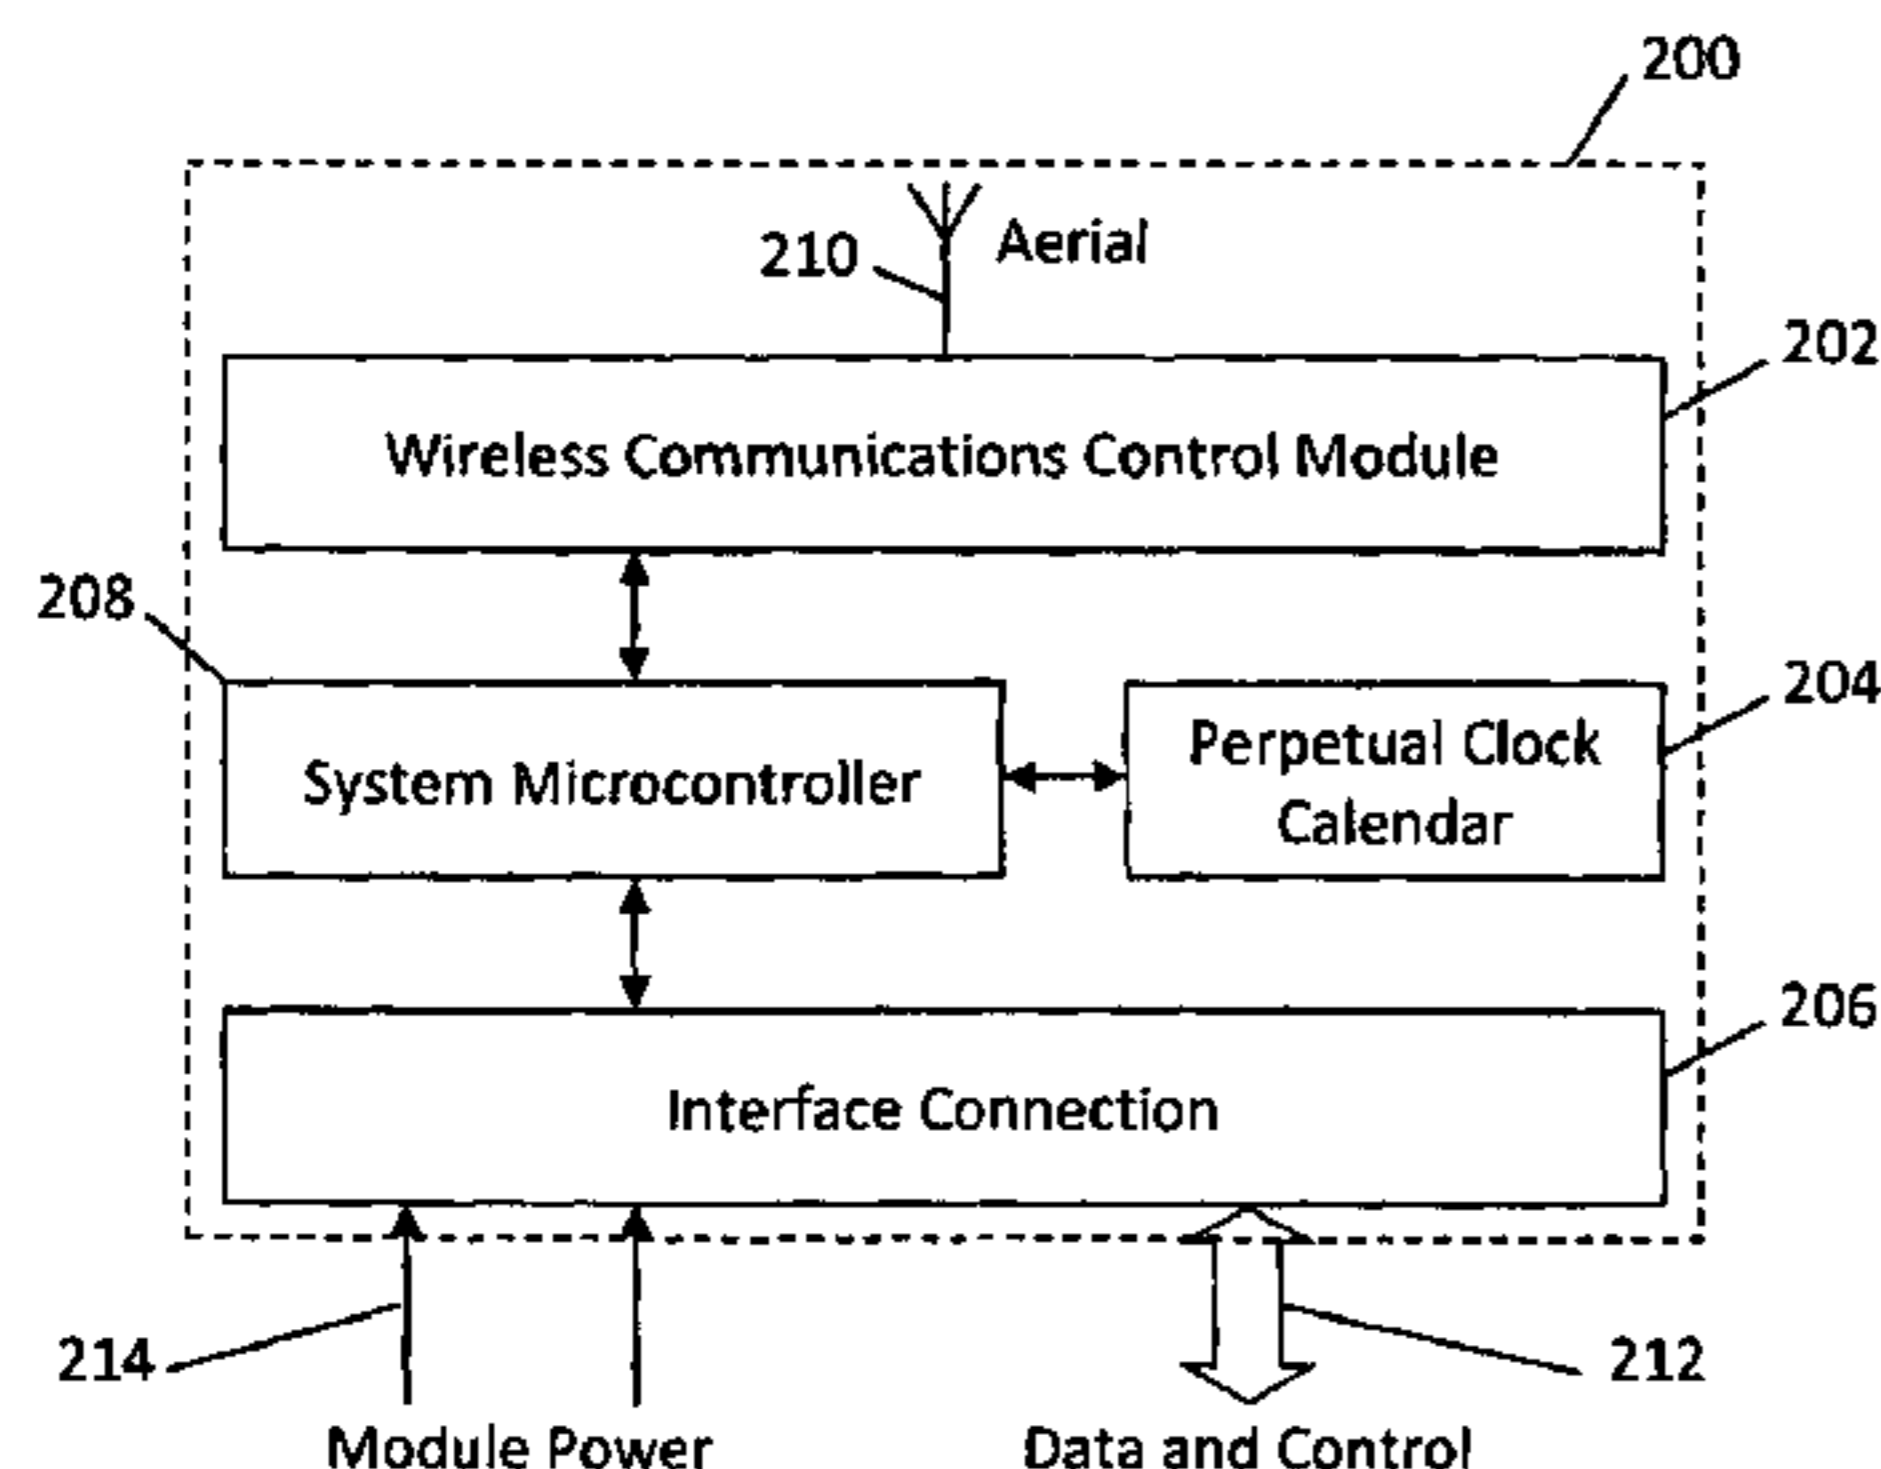 200
210
Aerial
202
Wireless Communications Control Module
208
204
System Microcontroller
Perpetual Clock
Calendar
206
Interface Connection
214
212
Module Power
Data and Control